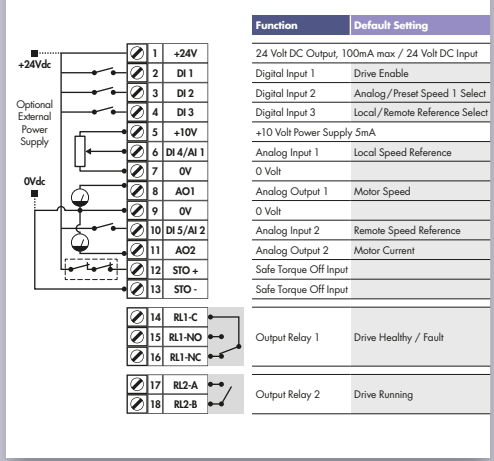 Function Default Setting
+24Vdc
Optional
External
Power
Supply
0Vdc
1 +24V 24 Volt DC Output, 100mA max / 24 Volt DC Input
2 DI 1 Digital Input 1 Drive Enable
3 DI 2 Digital Input 2 Analog/Preset Speed 1 Select
4 DI 3 Digital Input 3 Local/Remote Reference Select
5 +10V +10 Volt Power Supply 5mA
6 DI 4/AI 1 Analog Input 1 Local Speed Reference
7 0V 0 Volt
8 AO1 Analog Output 1 Motor Speed
9 0V 0 Volt
10 DI 5/AI 2 Analog Input 2 Remote Speed Reference
11 AO2 Analog Output 2 Motor Current
12 STO + Safe Torque Off Input
13 STO - Safe Torque Off Input
14 RL1-C
15 RL1-NO Output Relay 1 Drive Healthy / Fault
16 RL1-NC
17 RL2-A
Output Relay 2 Drive Running
18 RL2-B